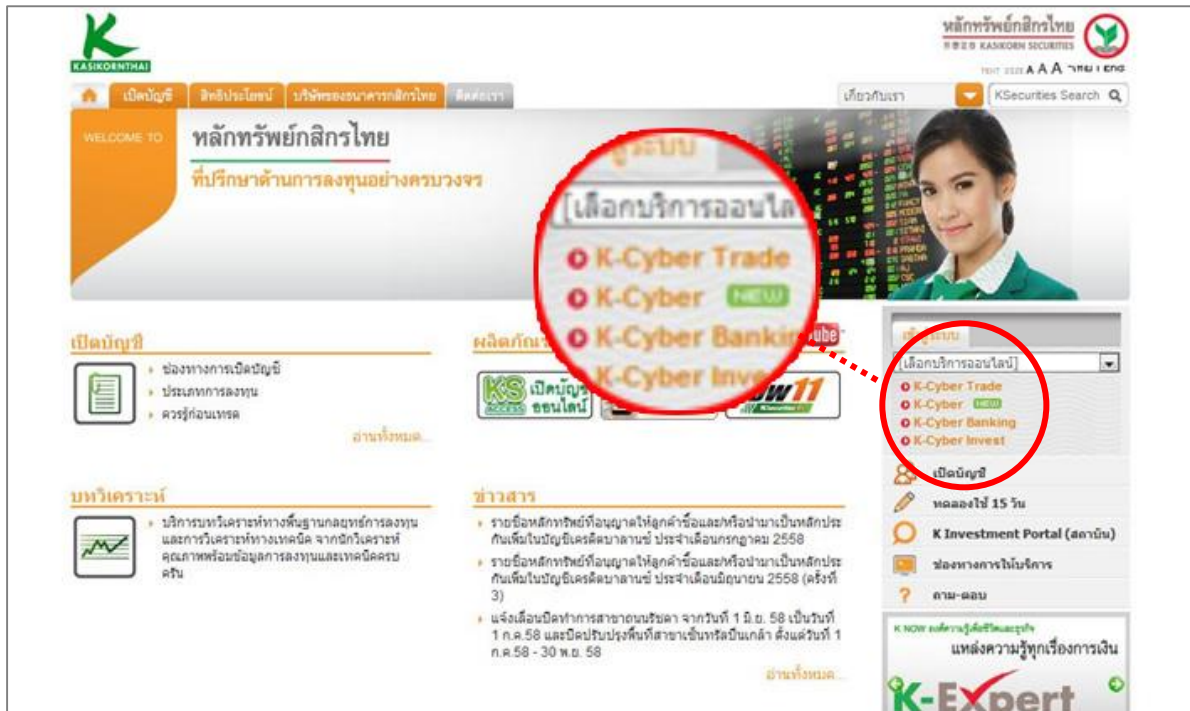 KASIKORNTHAI
หลักทรัพย์กสิกรไทย
KASIKORN SECURITIES
TEXT SIZE A A A ไทย | ENG
เปิดบัญชี สิทธิประโยชน์ บริษัทของธนาคารกสิกรไทย ติดต่อเรา
เกี่ยวกับเรา KSecurities Search
WELCOME TO หลักทรัพย์กสิกรไทย
ที่ปรึกษาด้านการลงทุนอย่างครบวงจร
[เลือกบริการออนไล
K-Cyber Trade
K-Cyber NEW
K-Cyber Bankin
K-Cyber Inve
เปิดบัญชี
ช่องทางการเปิดบัญชี
ประเภทการลงทุน
ควรรู้ก่อนเทรด
อ่านทั้งหมด...
KS ACCESS เปิดบัญช
ออนไลน์
เข้าสู่ระบบ
[เลือกบริการออนไลน์]
K-Cyber Trade
K-Cyber NEW
K-Cyber Banking
K-Cyber Invest
เปิดบัญชี
ทดลองใช้ 15 วัน
K Investment Portal (สถาบัน)
ช่องทางการให้บริการ
ถาม-ตอบ
บทวิเคราะห์
บริการบทวิเคราะห์ทางพื้นฐานกลยุทธ์การลงทุน
และการวิเคราะห์ทางเทคนิค จากนักวิเคราะห์
คุณภาพพร้อมข้อมูลการลงทุนและเทคนิคครบ
ครัน
ข่าวสาร
รายชื่อหลักทรัพย์ที่อนุญาตให้ลูกค้าซื้อและ/หรือนำมาเป็นหลักประ
กันเพิ่มในบัญชีเครดิตบาลานซ์ ประจำเดือนกรกฎาคม 2558
รายชื่อหลักทรัพย์ที่อนุญาตให้ลูกค้าซื้อและ/หรือนำมาเป็นหลักประ
กันเพิ่มในบัญชีเครดิตบาลานซ์ ประจำเดือนมิถุนายน 2558 (ครั้งที่
3)
แจ้งเลื่อนปิดทำการสาขาถนนรัชดา จากวันที่ 1 มิ.ย. 58 เป็นวันที่
1 ก.ค.58 และปิดปรับปรุงพื้นที่สาขาเซ็นทรัลปิ่นเกล้า ตั้งแต่วันที่ 1
ก.ค.58 - 30 พ.ย. 58
อ่านทั้งหมด...
K NOW องค์ความรู้เพื่อชีวิตและธุรกิจ
แหล่งความรู้ทุกเรื่องการเงิน
K-Expert